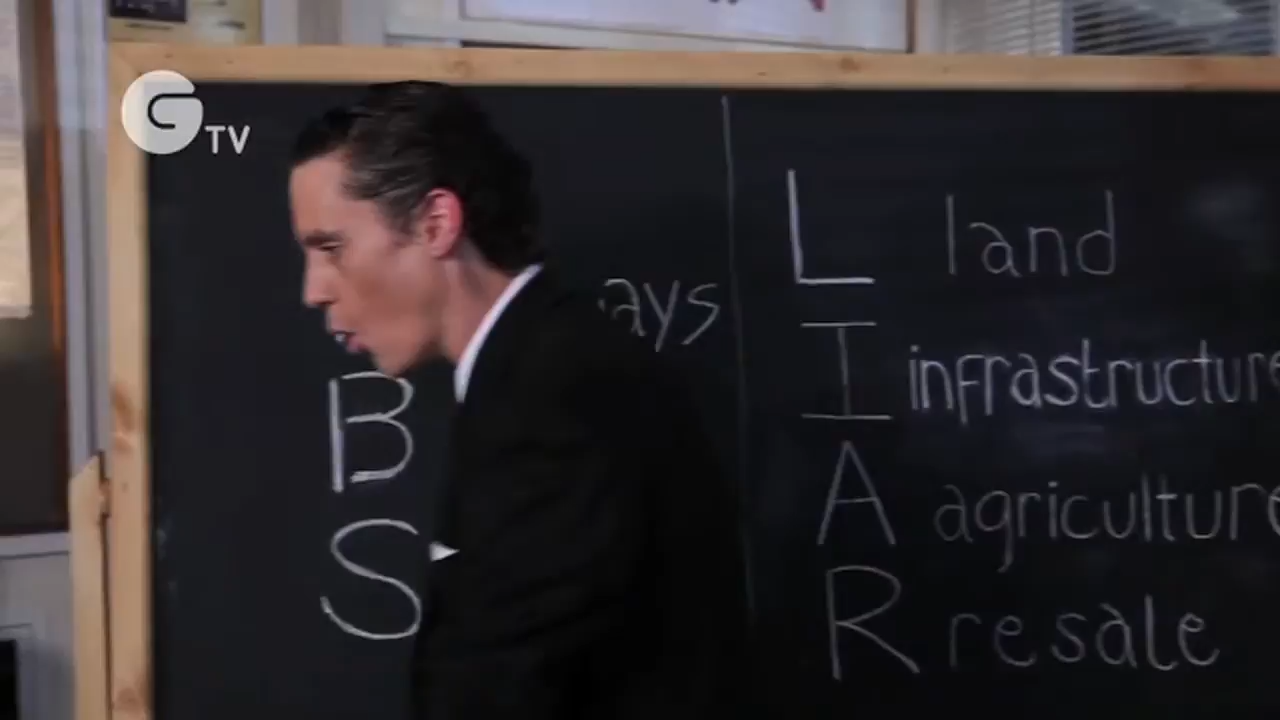 G TV
ays
B
S
L land
I infrastructure
A agriculture
R resale